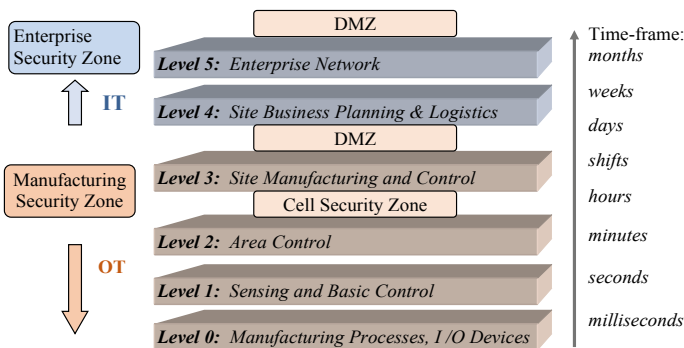 DMZ
Enterprise
Security Zone
Level 5: Enterprise Network
IT
Level 4: Site Business Planning & Logistics
DMZ
Manufacturing
Security Zone
Level 3: Site Manufacturing and Control
Cell Security Zone
Level 2: Area Control
OT
Level 1: Sensing and Basic Control
Level 0: Manufacturing Processes, I /O Devices
Time-frame:
months
weeks
days
shifts
hours
minutes
seconds
milliseconds